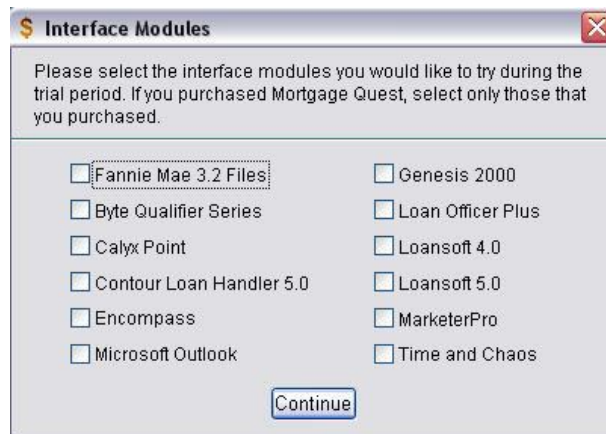 $ Interface Modules
Please select the interface modules you would like to try during the
trial period. If you purchased Mortgage Quest, select only those that
you purchased.
Fannie Mae 3.2 Files
Byte Qualifier Series
Calyx Point
Contour Loan Handler 5.0
Encompass
Microsoft Outlook
Genesis 2000
Loan Officer Plus
Loansoft 4.0
Loansoft 5.0
MarketerPro
Time and Chaos
Continue